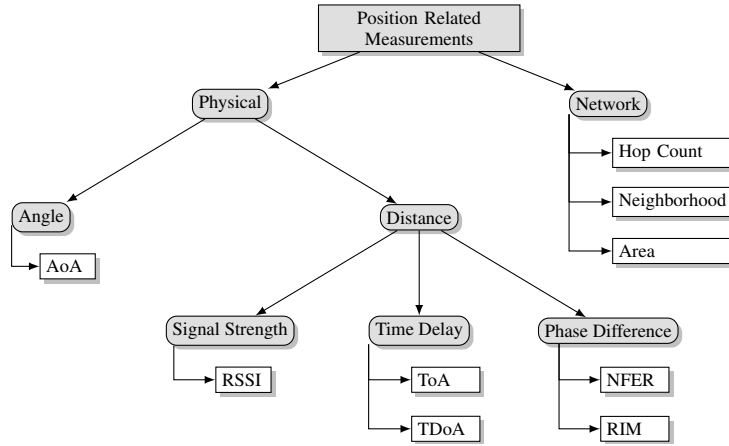 Position Related
Measurements
Physical
Network
Hop Count
Neighborhood
Area
Angle
AoA
Distance
Signal Strength
RSSI
Time Delay
ToA
TDoA
Phase Difference
NFER
RIM